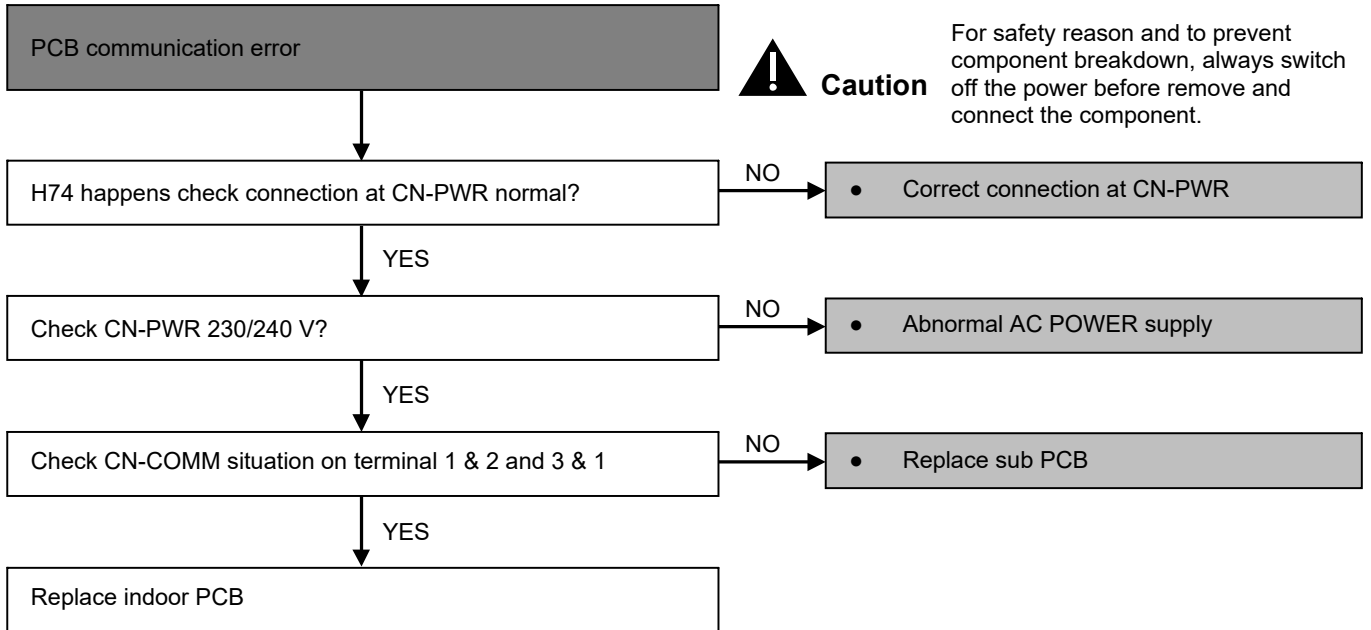 PCB communication error
Caution
For safety reason and to prevent
component breakdown, always switch
off the power before remove and
connect the component.
H74 happens check connection at CN-PWR normal?
NO
● Correct connection at CN-PWR
YES
Check CN-PWR 230/240 V?
NO
● Abnormal AC POWER supply
YES
Check CN-COMM situation on terminal 1 & 2 and 3 & 1
NO
● Replace sub PCB
YES
Replace indoor PCB